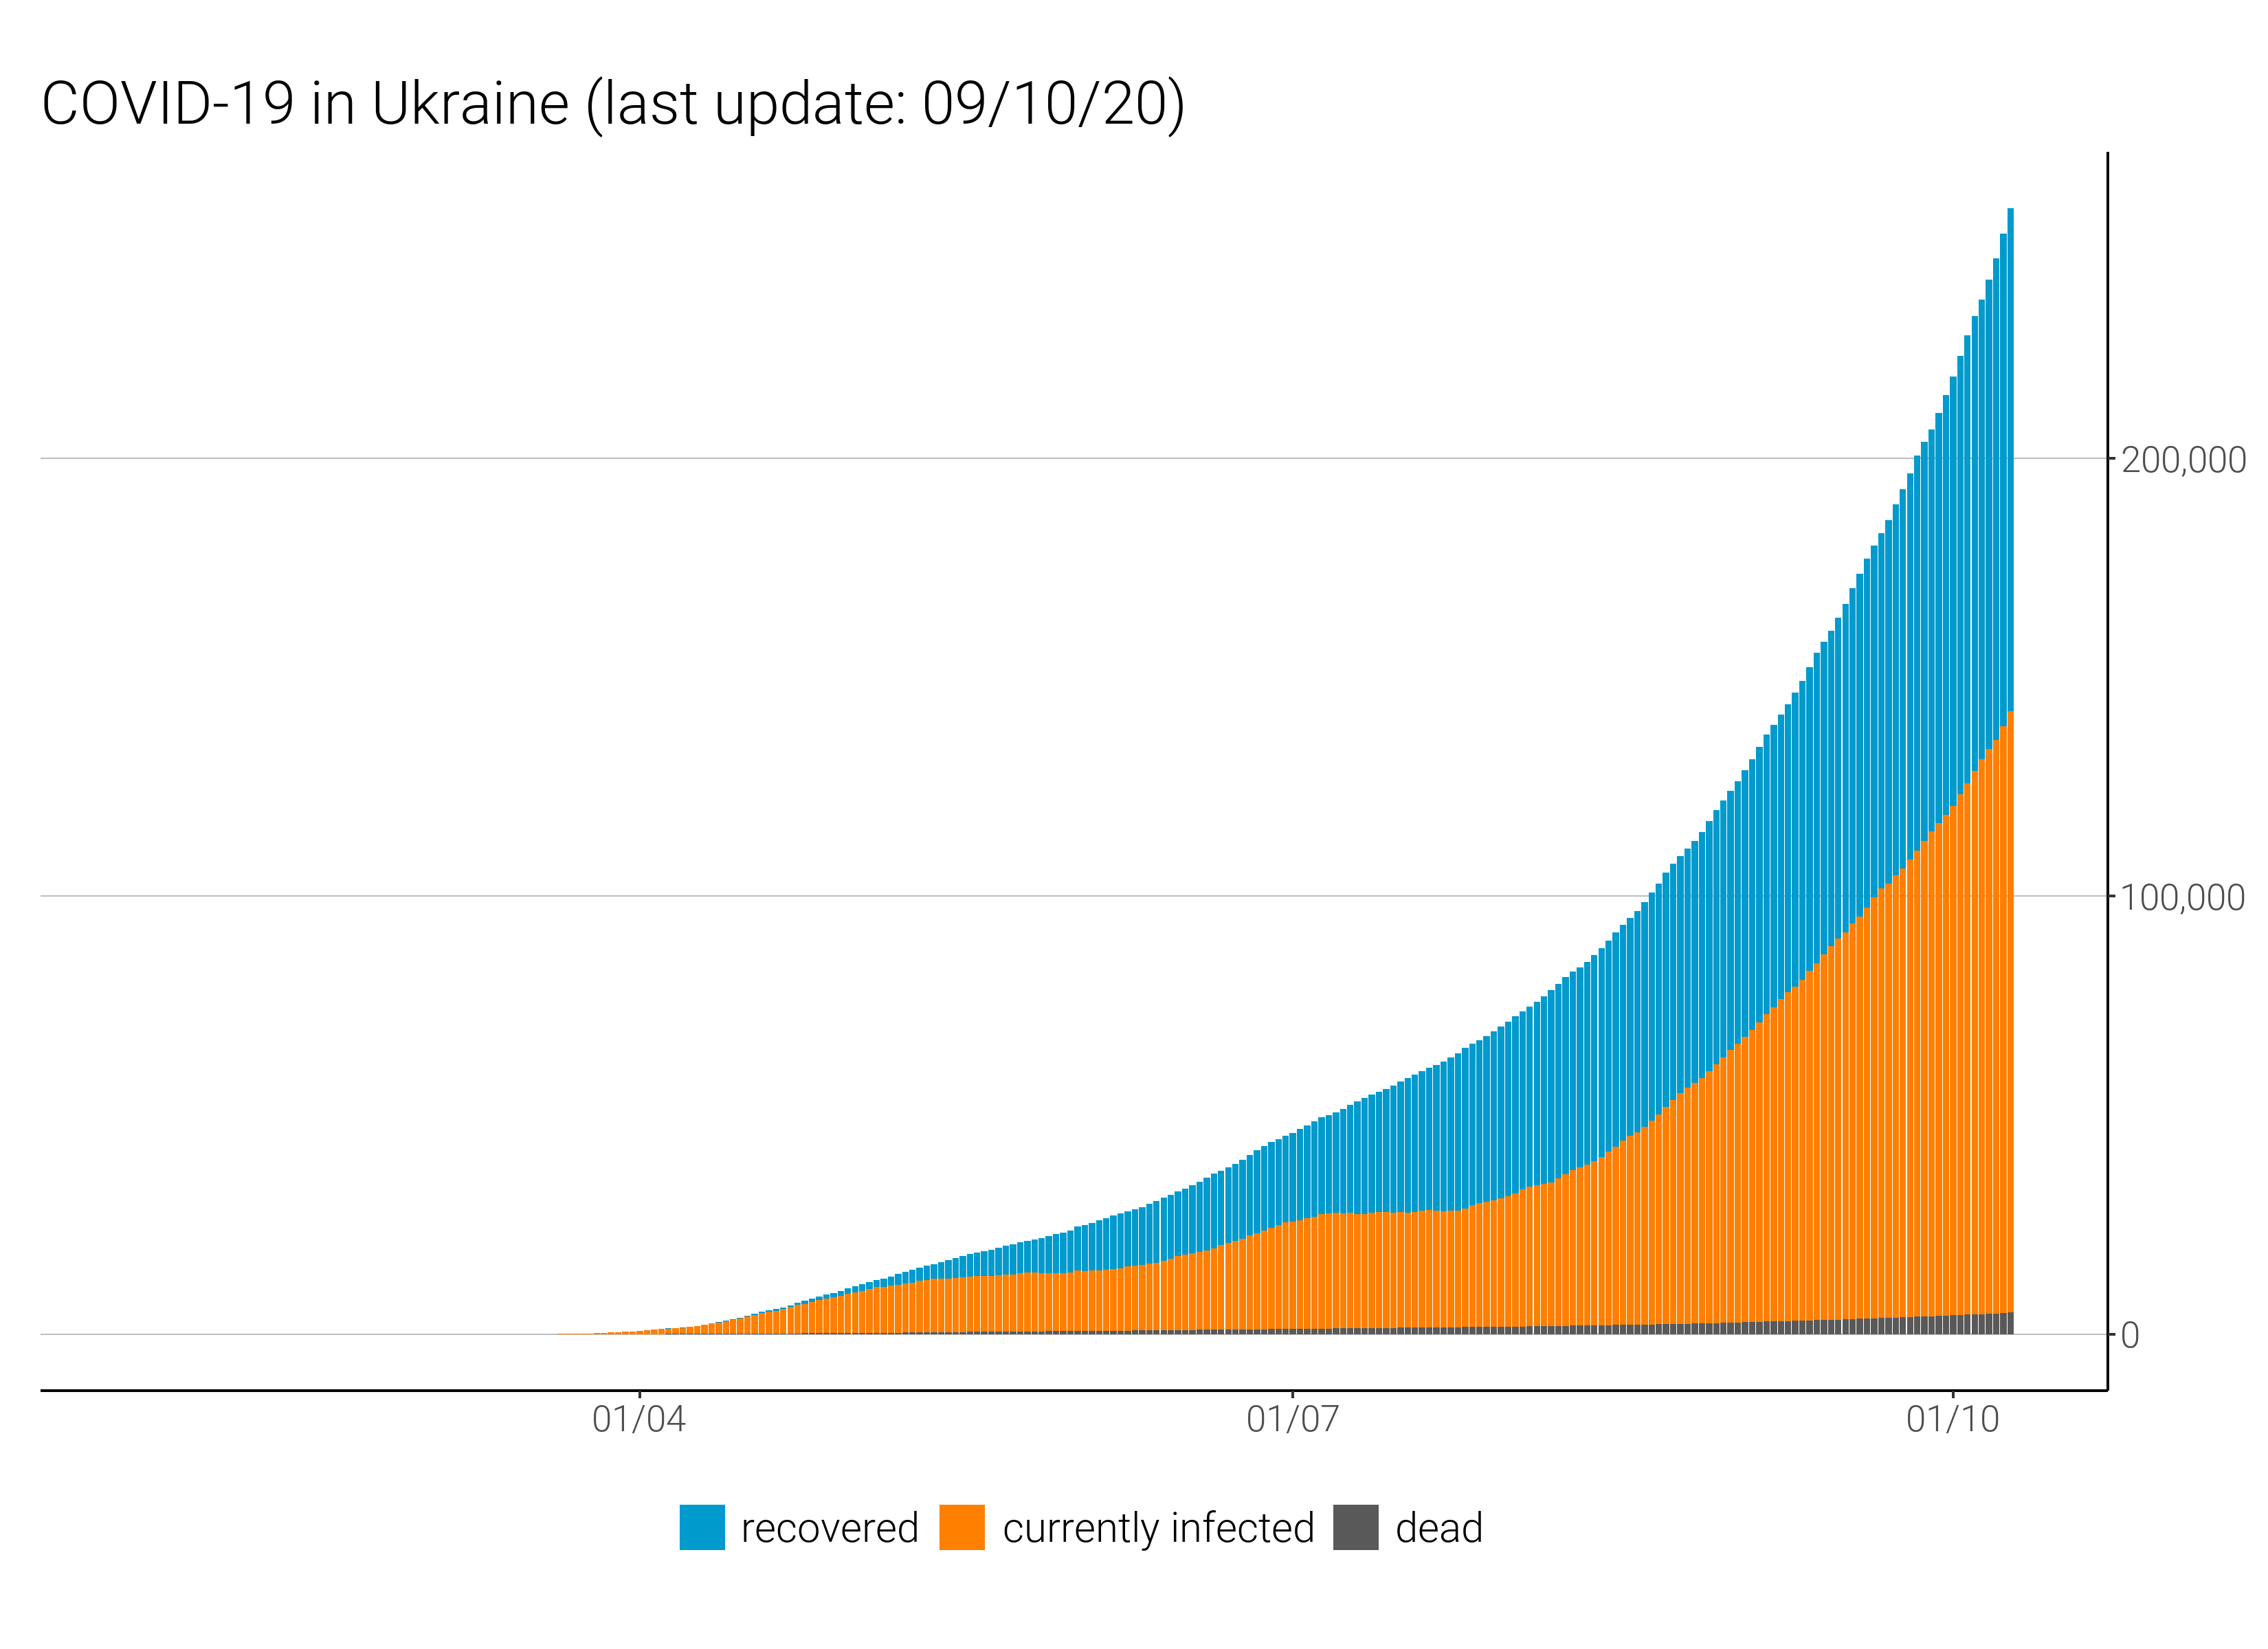 COVID-19 in Ukraine (last update: 09/10/20)
200,000
100,000
0
01/04 01/07 01/10
recovered currently infected dead